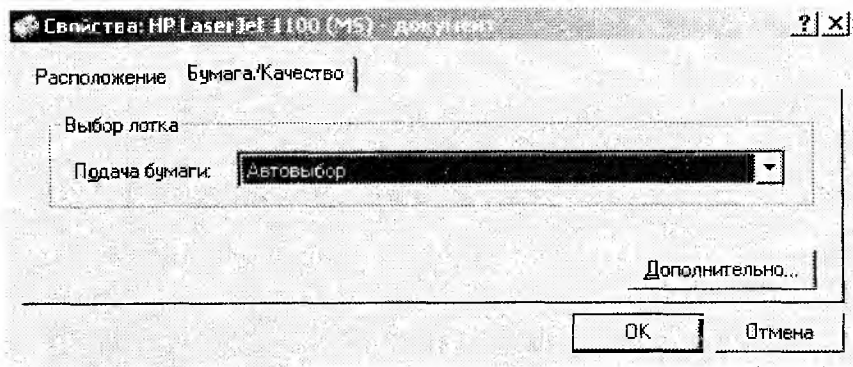 Свойства: HP LaserJet 1100 (MS) - документ
Расположение Бумага/Качество
Выбор лотка
Подача бумаги: Автовыбор
Дополнительно...
OK Отмена